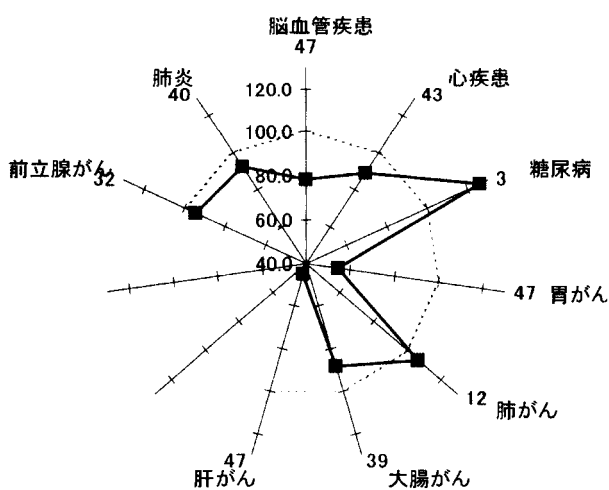 脳血管疾患
47
肺炎
40
心疾患
43
前立腺がん
32
糖尿病
3
120.0
100.0
80.0
60.0
40.0
胃がん
47
肺がん
12
大腸がん
39
肝がん
47